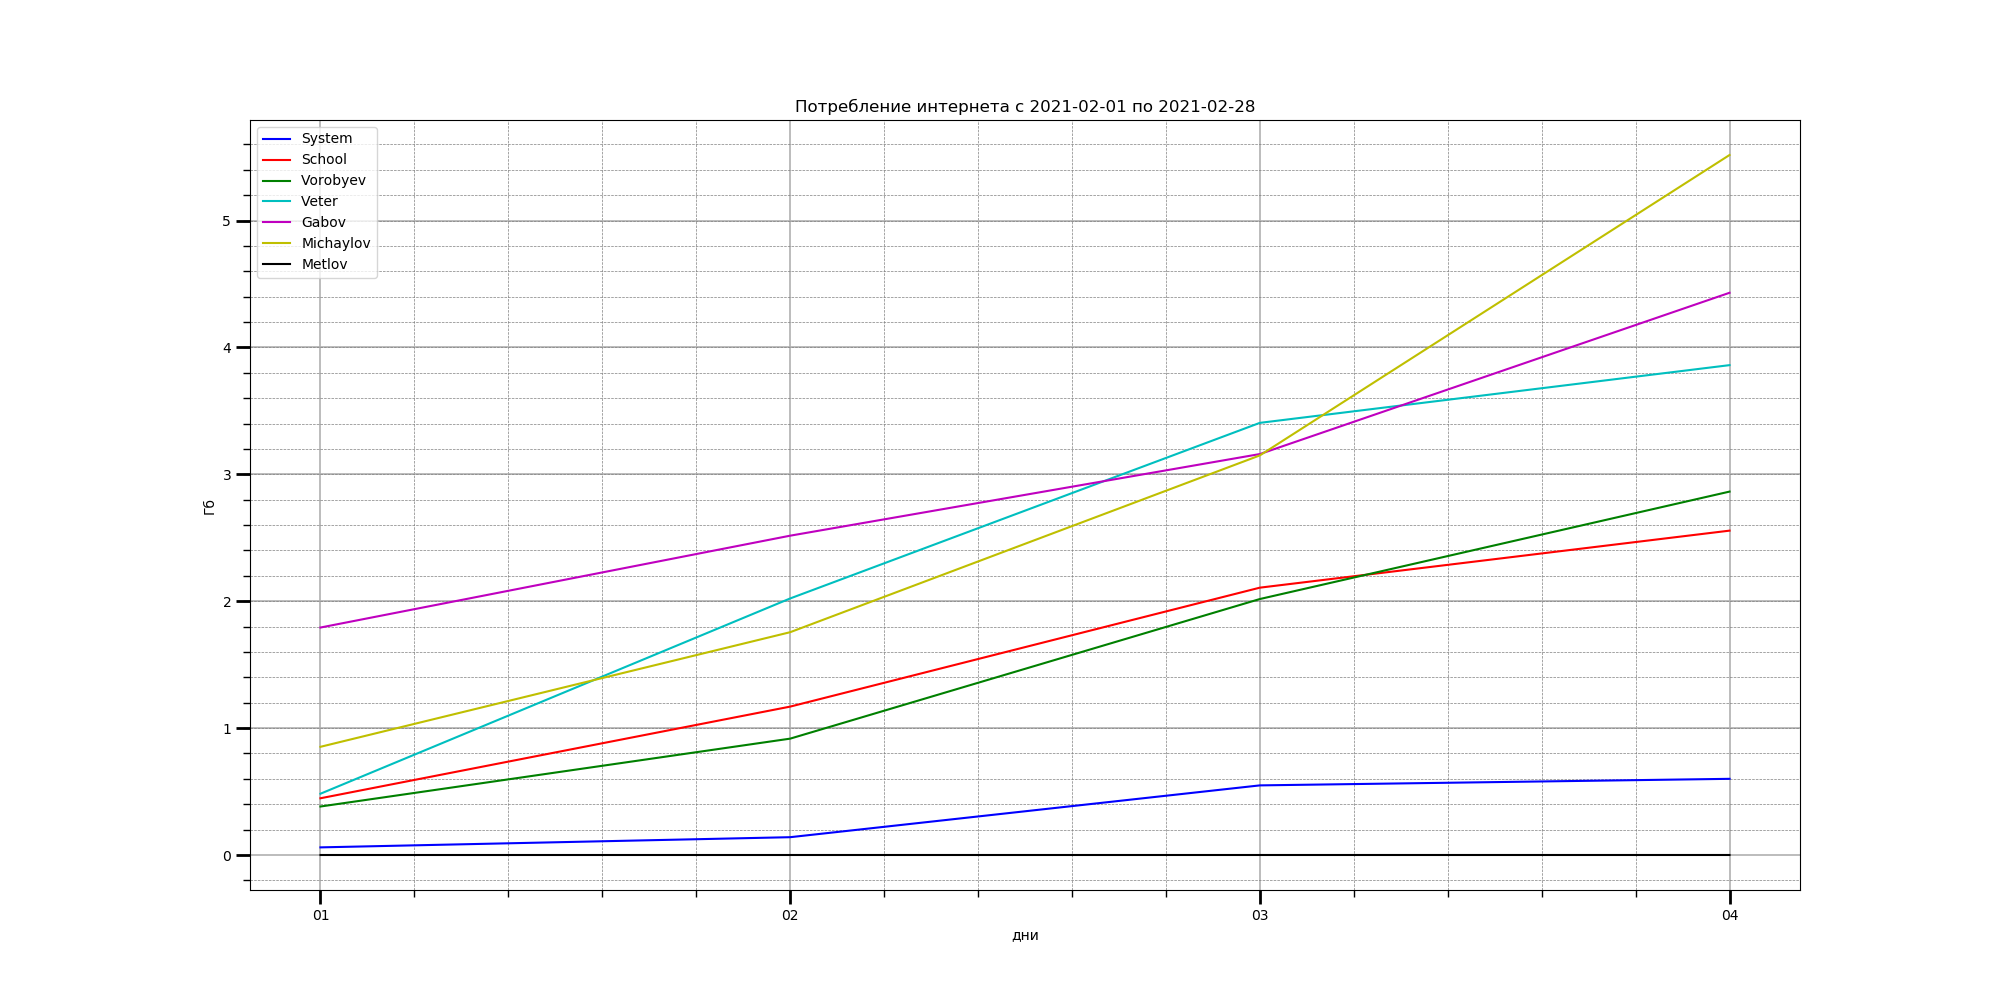 Потребление интернета с 2021-02-01 по 2021-02-28
System
School
Vorobyev
Veter
Gabov
Michaylov
Metlov
5
4
3
2
1
0
Гб
01 02 03 04
дни